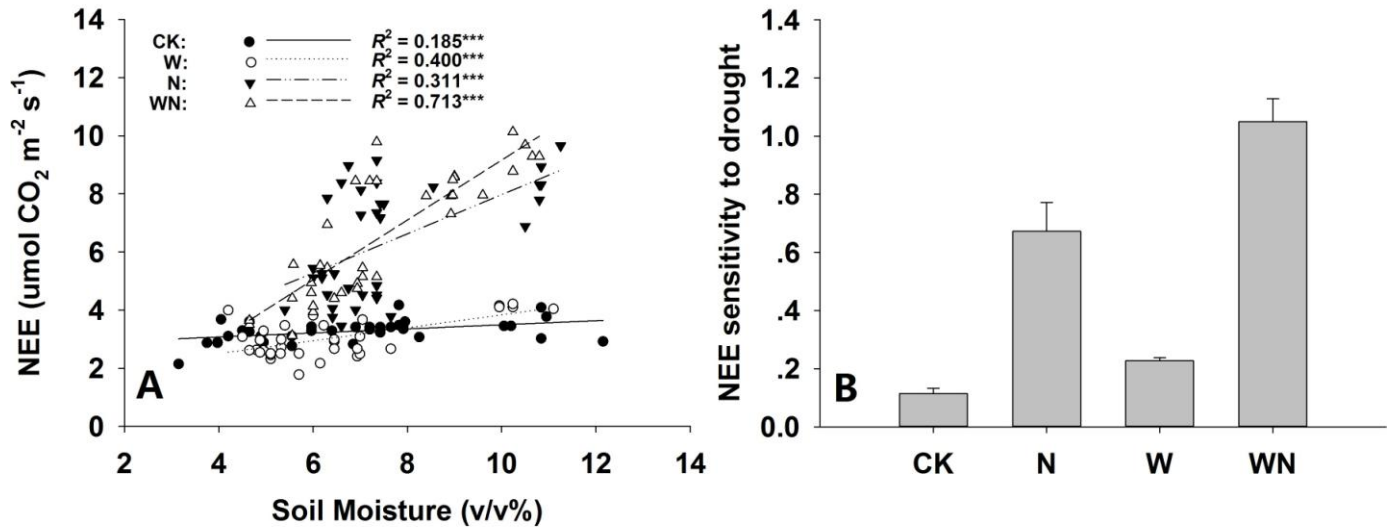 CK: R² = 0.185***
W: R² = 0.400***
N: R² = 0.311***
WN: R² = 0.713***
14
12
10
8
6
4
2
0
NEE (umol CO₂ m⁻² s⁻¹)
A
2 4 6 8 10 12 14
Soil Moisture (v/v%)
1.4
1.2
1.0
.8
.6
.4
.2
0.0
NEE sensitivity to drought
B
CK N W WN